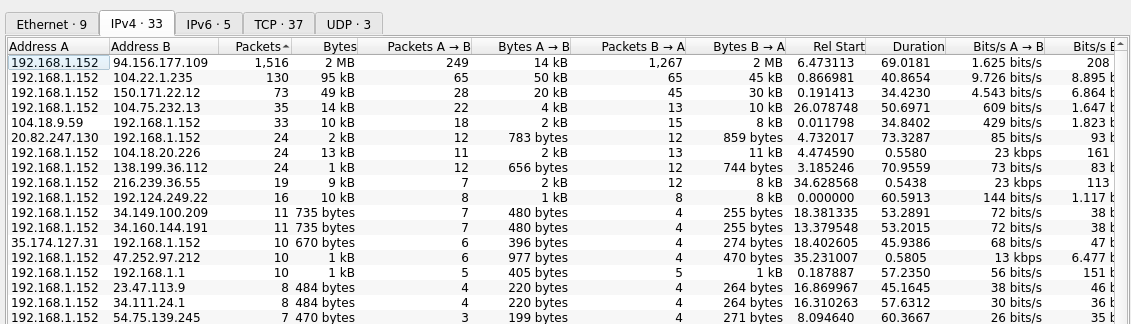 Ethernet · 9 IPv4 · 33 IPv6 · 5 TCP · 37 UDP · 3
Address A Address B Packets Bytes Packets A → B Bytes A → B Packets B → A Bytes B → A Rel Start Duration Bits/s A → B Bits/s B
192.168.1.152 94.156.177.109 1,516 2 MB 249 14 kB 1,267 2 MB 6.473113 69.0181 1.625 bits/s 208
192.168.1.152 104.22.1.235 130 95 kB 65 50 kB 65 45 kB 0.866981 40.8654 9.726 bits/s 8.895 b
192.168.1.152 150.171.22.12 73 49 kB 28 20 kB 45 30 kB 0.191413 34.4230 4.543 bits/s 6.864 b
192.168.1.152 104.75.232.13 35 14 kB 22 4 kB 13 10 kB 26.078748 50.6971 609 bits/s 1.647 b
104.18.9.59 192.168.1.152 33 10 kB 18 2 kB 15 8 kB 0.011798 34.8402 429 bits/s 1.823 b
20.82.247.130 192.168.1.152 24 2 kB 12 783 bytes 12 859 bytes 4.732017 73.3287 85 bits/s 93 b
192.168.1.152 104.18.20.226 24 13 kB 11 2 kB 13 11 kB 4.474590 0.5580 23 kbps 161
192.168.1.152 138.199.36.112 24 1 kB 12 656 bytes 12 744 bytes 3.185246 70.9559 73 bits/s 83 b
192.168.1.152 216.239.36.55 19 9 kB 7 2 kB 12 8 kB 34.628568 0.5438 23 kbps 113
192.168.1.152 192.124.249.22 16 10 kB 8 1 kB 8 8 kB 0.000000 60.5913 144 bits/s 1.117 b
192.168.1.152 34.149.100.209 11 735 bytes 7 480 bytes 4 255 bytes 18.381335 53.2891 72 bits/s 38 b
192.168.1.152 34.160.144.191 11 735 bytes 7 480 bytes 4 255 bytes 13.379548 53.2015 72 bits/s 38 b
35.174.127.31 192.168.1.152 10 670 bytes 6 396 bytes 4 274 bytes 18.402605 45.9386 68 bits/s 47 b
192.168.1.152 47.252.97.212 10 1 kB 6 977 bytes 4 470 bytes 35.231007 0.5805 13 kbps 6.477 b
192.168.1.152 192.168.1.1 10 1 kB 5 405 bytes 5 1 kB 0.187887 57.2350 56 bits/s 151 b
192.168.1.152 23.47.113.9 8 484 bytes 4 220 bytes 4 264 bytes 16.869967 45.1645 38 bits/s 46 b
192.168.1.152 34.111.24.1 8 484 bytes 4 220 bytes 4 264 bytes 16.310263 57.6312 30 bits/s 36 b
192.168.1.152 54.75.139.245 7 470 bytes 3 199 bytes 4 271 bytes 8.094640 60.3667 26 bits/s 35 b